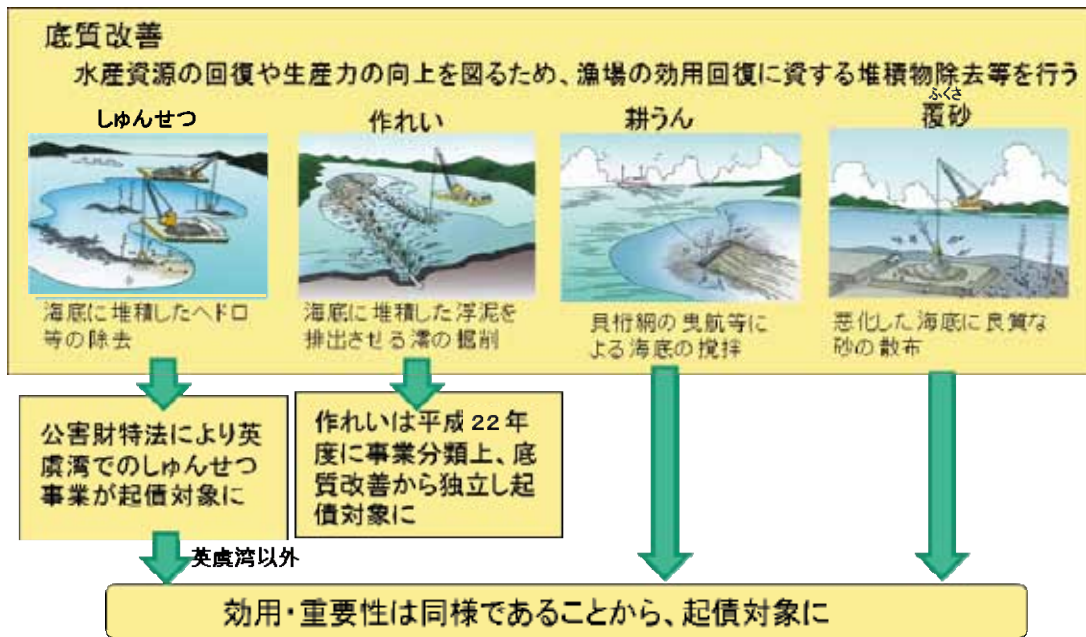 底質改善
水産資源の回復や生産力の向上を図るため、漁場の効用回復に資する堆積物除去等を行う
しゅんせつ
作れい
耕うん
ふくさ
覆砂
海底に堆積したヘドロ
等の除去
海底に堆積した浮泥を
排出させる澪の掘削
貝桁網の曳航等に
よる海底の撹拌
悪化した海底に良質な
砂の散布
公害財特法により英
虞湾でのしゅんせつ
事業が起債対象に
作れいは平成22年
度に事業分類上、底
質改善から独立し起
債対象に
英虞湾以外
効用・重要性は同様であることから、起債対象に